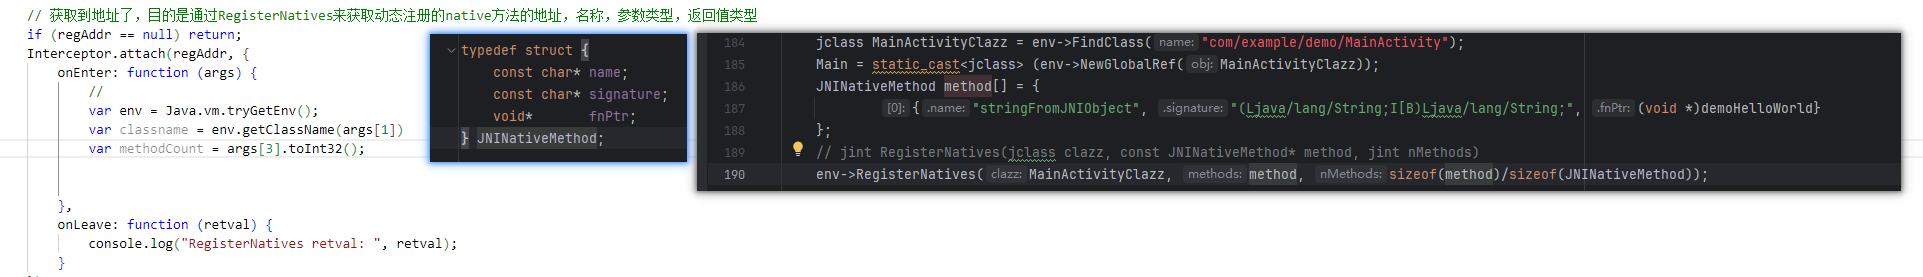 // 获取到地址了，目的是通过RegisterNatives来获取动态注册的native方法的地址，名称，参数类型，返回值类型
if (regAddr == null) return;
Interceptor.attach(regAddr, {
onEnter: function (args) {
//
var env = Java.vm.tryGetEnv();
var classname = env.getClassName(args[1])
var methodCount = args[3].toInt32();
},
onLeave: function (retval) {
console.log("RegisterNatives retval: ", retval);
}
typedef struct {
const char* name;
const char* signature;
void* fnPtr;
} JNINativeMethod;
184 jclass MainActivityClazz = env->FindClass( name: "com/example/demo/MainActivity");
185 Main = static_cast<jclass> (env->NewGlobalRef( obj: MainActivityClazz));
186 JNINativeMethod method[] = {
187 [0]: { .name: "stringFromJNIObject", .signature: "(Ljava/lang/String;I[B)Ljava/lang/String;", .fnPtr: (void *)demoHelloWorld}
188 };
189 // jint RegisterNatives(jclass clazz, const JNINativeMethod* method, jint nMethods)
190 env->RegisterNatives( clazz: MainActivityClazz, methods: method, nMethods: sizeof(method)/sizeof(JNINativeMethod));